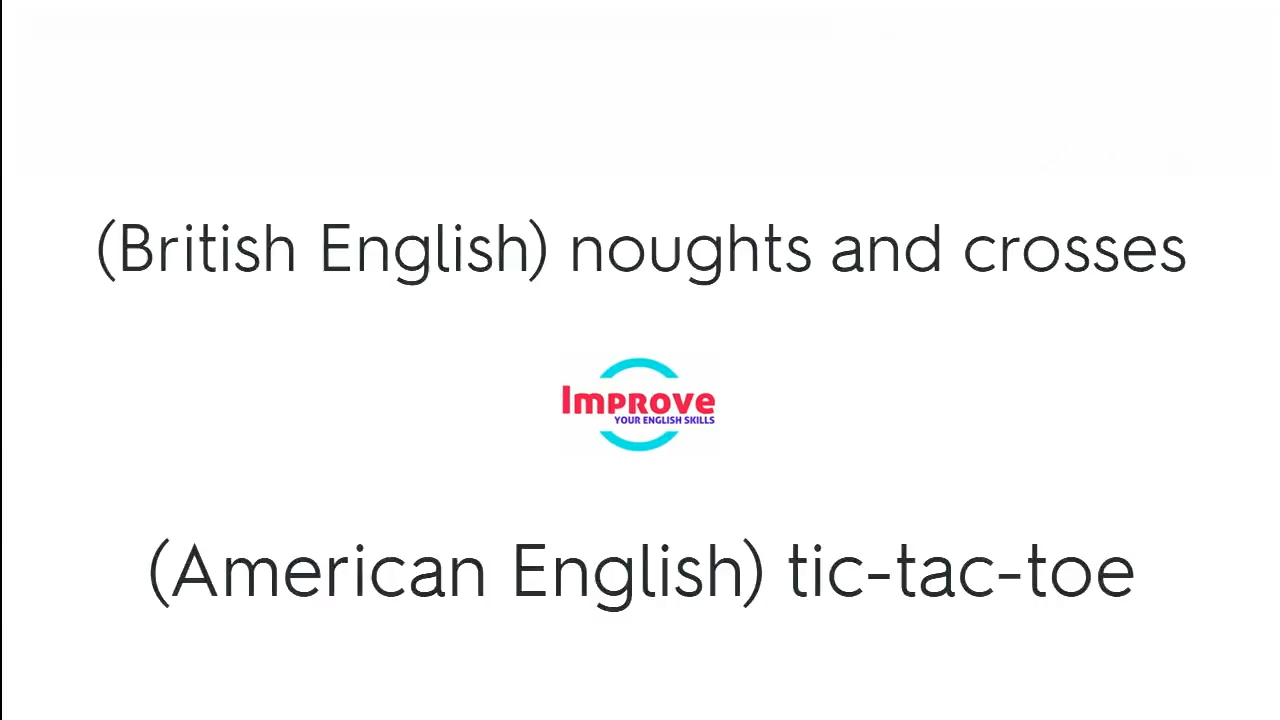 (British English) noughts and crosses
Improve
YOUR ENGLISH SKILLS
(American English) tic-tac-toe